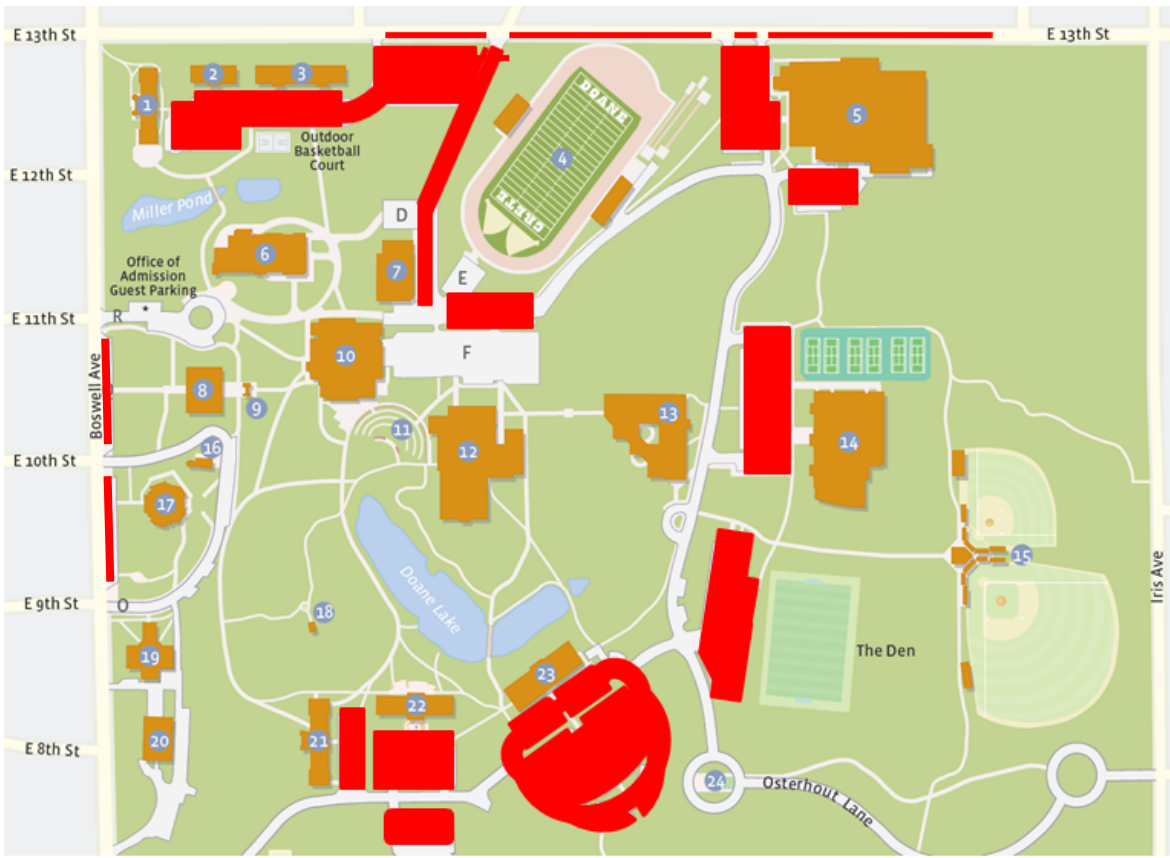 E 13th St
E 13th St
1
2
3
4
DOANE
CRETE
5
Outdoor
Basketball
Court
E 12th St
Miller Pond
D
6
7
E
Office of
Admission
Guest Parking
R
*
E 11th St
F
10
Boswell Ave
8
9
11
12
13
14
16
E 10th St
17
15
Iris Ave
Doane Lake
E 9th St
O
18
19
The Den
23
22
20
21
E 8th St
24
Osterhout Lane